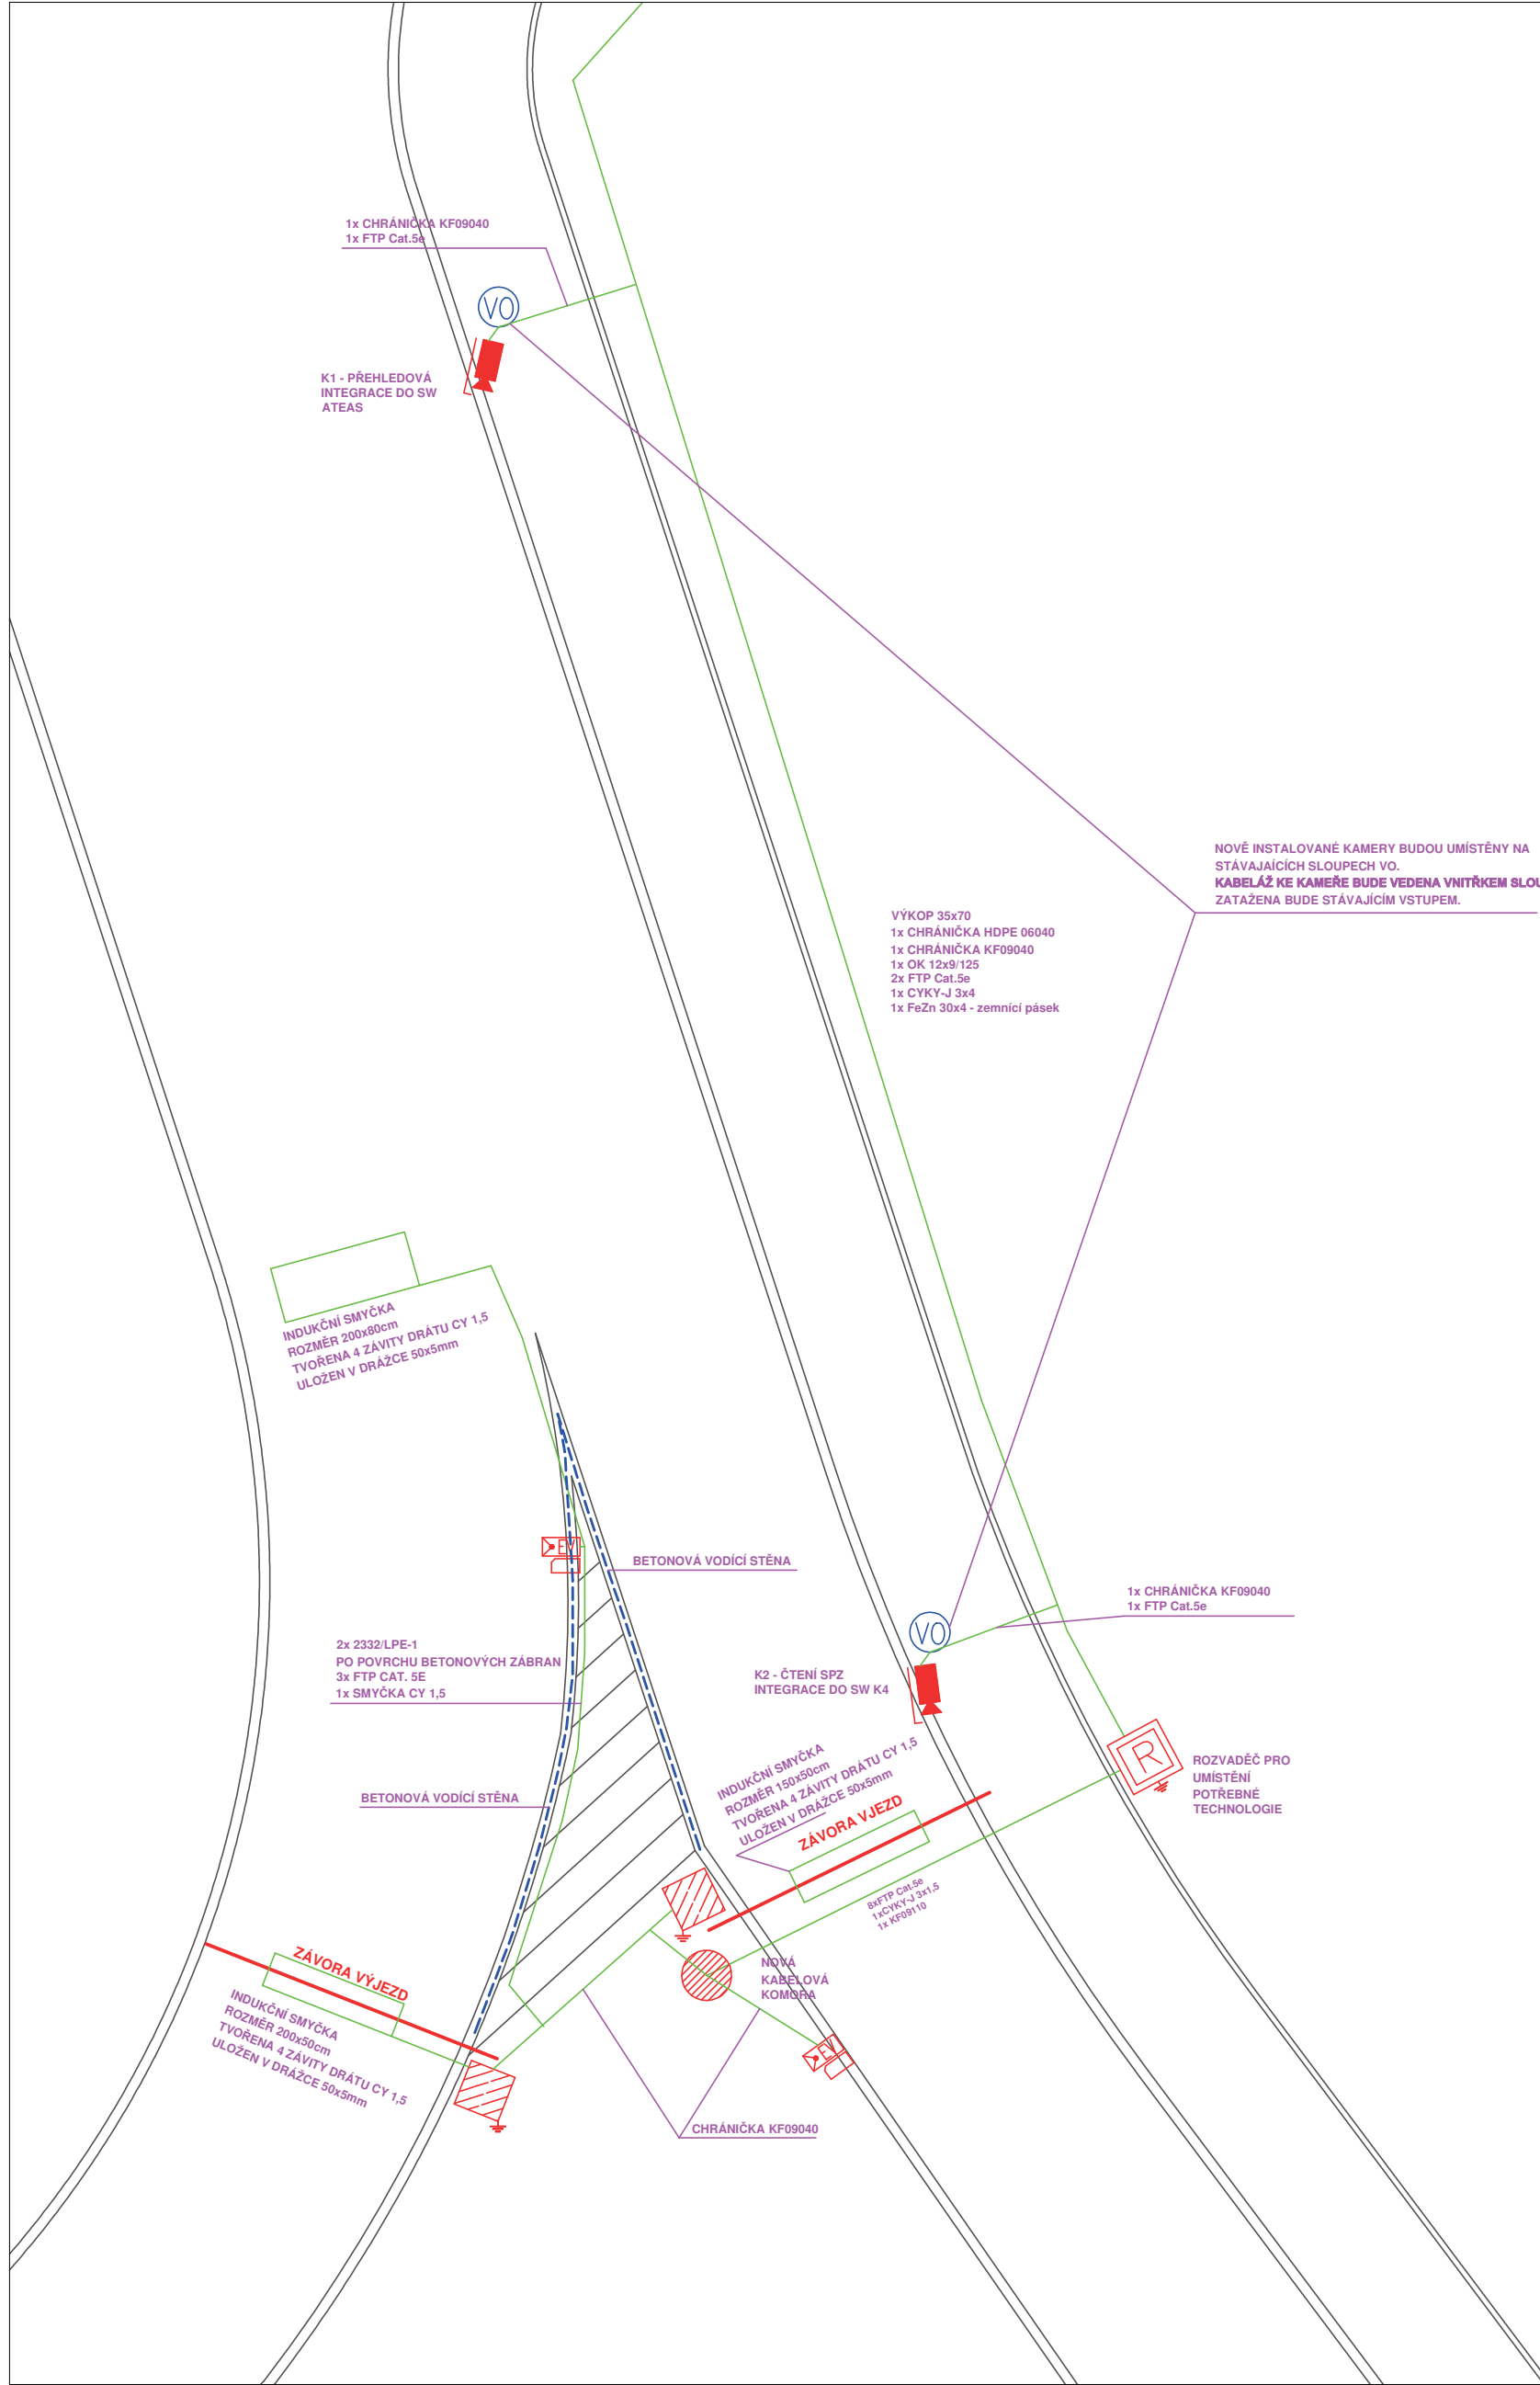 1x CHRÁNIČKA KF09040
1x FTP Cat.5e
VO
K1 - PŘEHLEDOVÁ
INTEGRACE DO SW
ATEAS
NOVĚ INSTALOVANÉ KAMERY BUDOU UMÍSTĚNY NA
STÁVAJAÍCÍCH SLOUPECH VO.
KABELÁŽ KE KAMEŘE BUDE VEDENA VNITŘKEM SLOU
ZATAŽENA BUDE STÁVAJÍCÍM VSTUPEM.
VÝKOP 35x70
1x CHRÁNIČKA HDPE 06040
1x CHRÁNIČKA KF09040
1x OK 12x9/125
2x FTP Cat.5e
1x CYKY-J 3x4
1x FeZn 30x4 - zemnící pásek
INDUKČNÍ SMYČKA
ROZMĚR 200x80cm
TVOŘENA 4 ZÁVITY DRÁTU CY 1,5
ULOŽEN V DRÁŽCE 50x5mm
EV
BETONOVÁ VODÍCÍ STĚNA
1x CHRÁNIČKA KF09040
1x FTP Cat.5e
VO
2x 2332/LPE-1
PO POVRCHU BETONOVÝCH ZÁBRAN
3x FTP CAT. 5E
1x SMYČKA CY 1,5
K2 - ČTENÍ SPZ
INTEGRACE DO SW K4
R
ROZVADĚČ PRO
UMÍSTĚNÍ
POTŘEBNÉ
TECHNOLOGIE
INDUKČNÍ SMYČKA
ROZMĚR 150x50cm
TVOŘENA 4 ZÁVITY DRÁTU CY 1,5
ULOŽEN V DRÁŽCE 50x5mm
ZÁVORA VJEZD
BETONOVÁ VODÍCÍ STĚNA
8xFTP Cat.5e
1xCYKY-J 3x1,5
1x KF09110
ZÁVORA VÝJEZD
NOVÁ
KABELOVÁ
KOMORA
INDUKČNÍ SMYČKA
ROZMĚR 200x50cm
TVOŘENA 4 ZÁVITY DRÁTU CY 1,5
ULOŽEN V DRÁŽCE 50x5mm
EV
CHRÁNIČKA KF09040